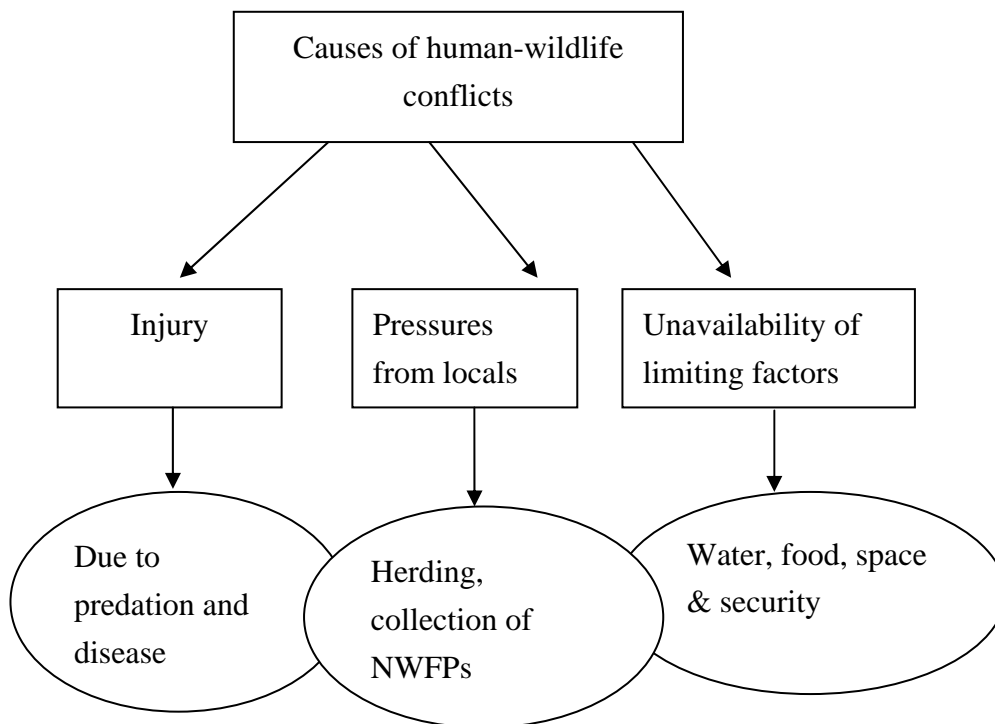 Causes of human-wildlife
conflicts
Injury
Pressures
from locals
Unavailability of
limiting factors
Due to
predation and
disease
Herding,
collection of
NWFPs
Water, food, space
& security